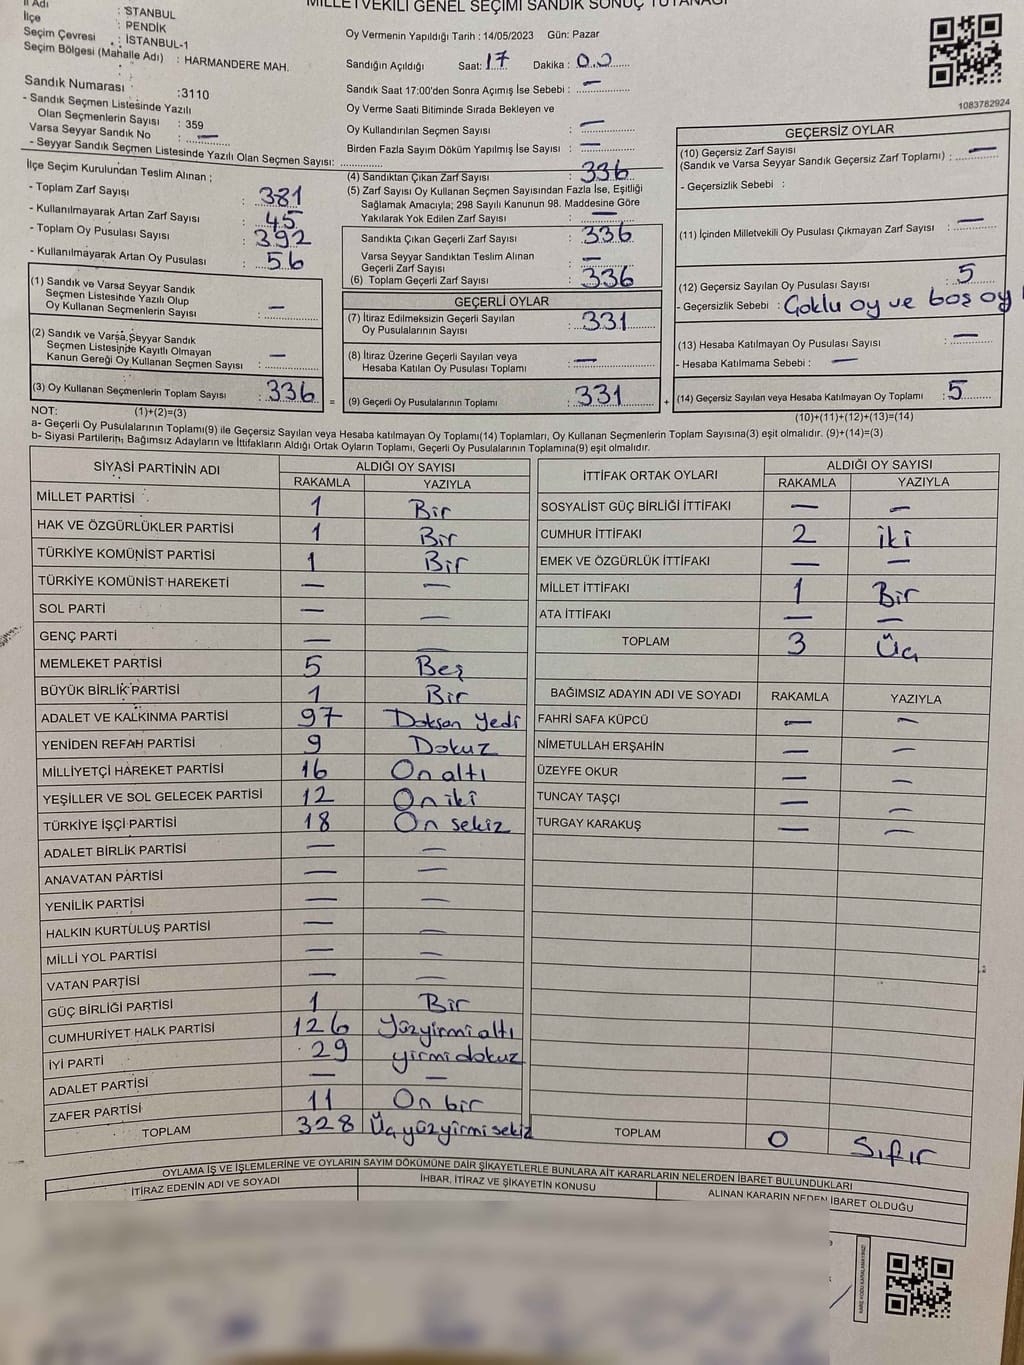 MİLLETVEKİLİ GENEL SEÇİMİ SANDIK SONUÇ TUTANAĞI
İl Adı : İSTANBUL
İlçe : PENDİK
Seçim Çevresi : İSTANBUL-1
Seçim Bölgesi (Mahalle Adı) : HARMANDERE MAH.
Sandık Numarası : 3110
- Sandık Seçmen Listesinde Yazılı
Olan Seçmenlerin Sayısı : 359
Varsa Seyyar Sandık No : —
- Seyyar Sandık Seçmen Listesinde Yazılı Olan Seçmen Sayısı:
Oy Vermenin Yapıldığı Tarih : 14/05/2023 Gün: Pazar
Sandığın Açıldığı Saat: 17 Dakika : 00
Sandık Saat 17:00'den Sonra Açımış İse Sebebi : —
Oy Verme Saati Bitiminde Sırada Bekleyen ve
Oy Kullandırılan Seçmen Sayısı : —
Birden Fazla Sayım Döküm Yapılmış İse Sayısı : —
1083782924
İlçe Seçim Kurulundan Teslim Alınan ;
- Toplam Zarf Sayısı : 381
- Kullanılmayarak Artan Zarf Sayısı : 45
- Toplam Oy Pusulası Sayısı : 392
- Kullanılmayarak Artan Oy Pusulası : 56
(1) Sandık ve Varsa Seyyar Sandık
Seçmen Listesinde Yazılı Olup
Oy Kullanan Seçmenlerin Sayısı : —
(2) Sandık ve Varsa Seyyar Sandık
Seçmen Listesinde Kayıtlı Olmayan
Kanun Gereği Oy Kullanan Seçmen Sayısı : —
(3) Oy Kullanan Seçmenlerin Toplam Sayısı : 336 =
(4) Sandıktan Çıkan Zarf Sayısı : 336
(5) Zarf Sayısı Oy Kullanan Seçmen Sayısından Fazla İse, Eşitliği
Sağlamak Amacıyla; 298 Sayılı Kanunun 98. Maddesine Göre
Yakılarak Yok Edilen Zarf Sayısı : —
Sandıkta Çıkan Geçerli Zarf Sayısı : 336
Varsa Seyyar Sandıktan Teslim Alınan
Geçerli Zarf Sayısı : —
(6) Toplam Geçerli Zarf Sayısı : 336
GEÇERLİ OYLAR
(7) İtiraz Edilmeksizin Geçerli Sayılan
Oy Pusulalarının Sayısı : 331
(8) İtiraz Üzerine Geçerli Sayılan veya
Hesaba Katılan Oy Pusulası Toplamı : —
(9) Geçerli Oy Pusulalarının Toplamı : 331 +
GEÇERSİZ OYLAR
(10) Geçersiz Zarf Sayısı
(Sandık ve Varsa Seyyar Sandık Geçersiz Zarf Toplamı) : —
- Geçersizlik Sebebi :
(11) İçinden Milletvekili Oy Pusulası Çıkmayan Zarf Sayısı : —
(12) Geçersiz Sayılan Oy Pusulası Sayısı : 5
- Geçersizlik Sebebi : Çoklu oy ve boş oy
(13) Hesaba Katılmayan Oy Pusulası Sayısı : —
- Hesaba Katılmama Sebebi : —
(14) Geçersiz Sayılan veya Hesaba Katılmayan Oy Toplamı : 5
NOT: (1)+(2)=(3) (10)+(11)+(12)+(13)=(14)
a- Geçerli Oy Pusulalarının Toplamı(9) ile Geçersiz Sayılan veya Hesaba katılmayan Oy Toplamı(14) Toplamları, Oy Kullanan Seçmenlerin Toplam Sayısına(3) eşit olmalıdır. (9)+(14)=(3)
b- Siyasi Partilerin, Bağımsız Adayların ve İttifakların Aldığı Ortak Oyların Toplamı, Geçerli Oy Pusulalarının Toplamına(9) eşit olmalıdır.
SİYASİ PARTİNİN ADI ALDIĞI OY SAYISI
RAKAMLA YAZIYLA
MİLLET PARTİSİ 1 Bir
HAK VE ÖZGÜRLÜKLER PARTİSİ 1 Bir
TÜRKİYE KOMÜNİST PARTİSİ 1 Bir
TÜRKİYE KOMÜNİST HAREKETİ — —
SOL PARTİ — —
GENÇ PARTİ — —
MEMLEKET PARTİSİ 5 Beş
BÜYÜK BİRLİK PARTİSİ 1 Bir
ADALET VE KALKINMA PARTİSİ 97 Doksan Yedi
YENİDEN REFAH PARTİSİ 9 Dokuz
MİLLİYETÇİ HAREKET PARTİSİ 16 On altı
YEŞİLLER VE SOL GELECEK PARTİSİ 12 On iki
TÜRKİYE İŞÇİ PARTİSİ 18 On sekiz
ADALET BİRLİK PARTİSİ — —
ANAVATAN PARTİSİ — —
YENİLİK PARTİSİ — —
HALKIN KURTULUŞ PARTİSİ — —
MİLLİ YOL PARTİSİ — —
VATAN PARTİSİ — —
GÜÇ BİRLİĞİ PARTİSİ 1 Bir
CUMHURİYET HALK PARTİSİ 126 Yüzyirmialtı
İYİ PARTİ 29 yirmidokuz
ADALET PARTİSİ — —
ZAFER PARTİSİ 11 On bir
TOPLAM 328 Üçyüzyirmisekiz
İTTİFAK ORTAK OYLARI ALDIĞI OY SAYISI
RAKAMLA YAZIYLA
SOSYALİST GÜÇ BİRLİĞİ İTTİFAKI — —
CUMHUR İTTİFAKI 2 iki
EMEK VE ÖZGÜRLÜK İTTİFAKI — —
MİLLET İTTİFAKI 1 Bir
ATA İTTİFAKI — —
TOPLAM 3 Üç
BAĞIMSIZ ADAYIN ADI VE SOYADI RAKAMLA YAZIYLA
FAHRİ SAFA KÜPCÜ — —
NİMETULLAH ERŞAHİN — —
ÜZEYFE OKUR — —
TUNCAY TAŞÇI — —
TURGAY KARAKUŞ — —
TOPLAM 0 Sıfır
OYLAMA İŞ VE İŞLEMLERİNE VE OYLARIN SAYIM DÖKÜMÜNE DAİR ŞİKAYETLERLE BUNLARA AİT KARARLARIN NELERDEN İBARET BULUNDUKLARI
İTİRAZ EDENİN ADI VE SOYADI İHBAR, İTİRAZ VE ŞİKAYETİN KONUSU ALINAN KARARIN NEDEN İBARET OLDUĞU